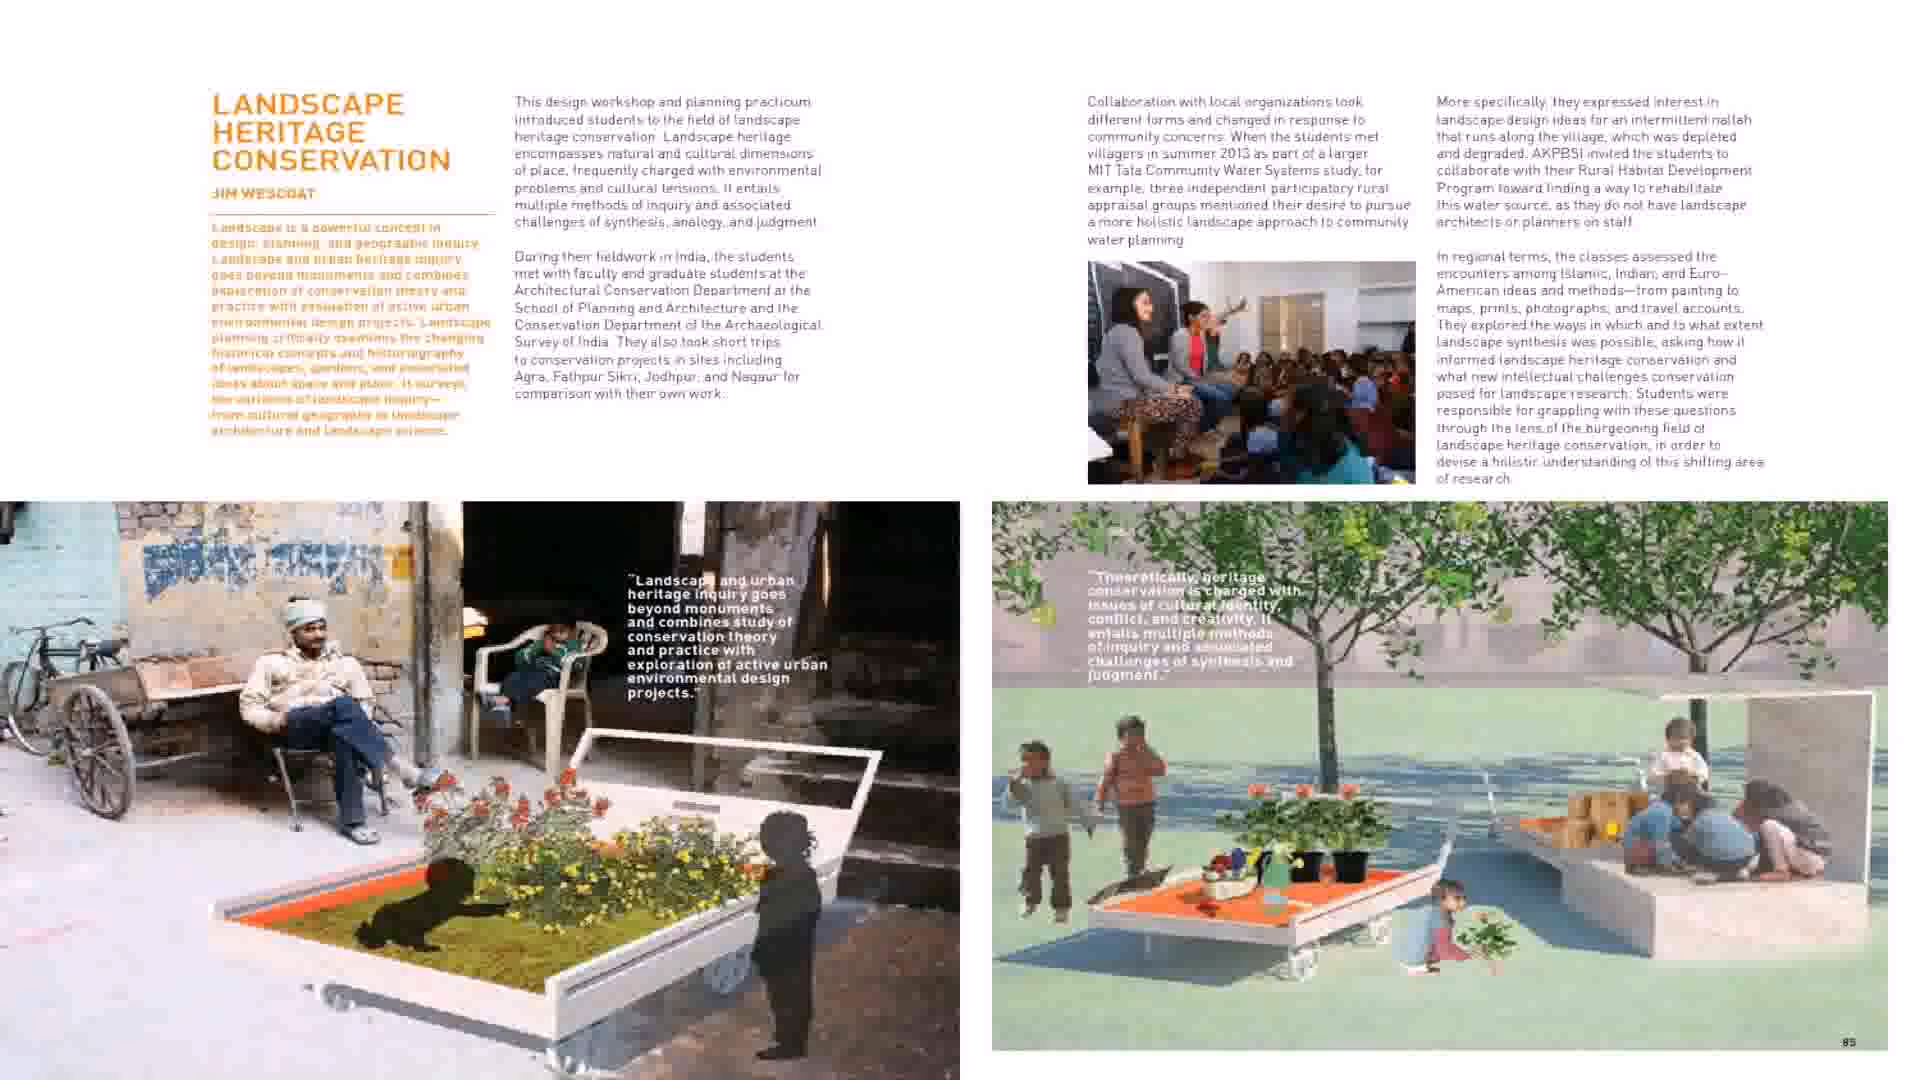 LANDSCAPE
HERITAGE
CONSERVATION
JIM WESCOAT
Landscape is a powerful concept in
design, planning, and geographic inquiry.
Landscape and urban heritage inquiry
goes beyond monuments and combines
exploration of conservation theory and
practice with evaluation of active urban
environmental design projects. Landscape
planning critically examines the changing
historical concepts and historiography
of landscapes, gardens, and associated
ideas about space and place. It surveys
the varieties of landscape inquiry—
from cultural geography to landscape
architecture and landscape science.
This design workshop and planning practicum
introduced students to the field of landscape
heritage conservation. Landscape heritage
encompasses natural and cultural dimensions
of place, frequently charged with environmental
problems and cultural tensions. It entails
multiple methods of inquiry and associated
challenges of synthesis, analogy, and judgment.
During their fieldwork in India, the students
met with faculty and graduate students at the
Architectural Conservation Department at the
School of Planning and Architecture and the
Conservation Department of the Archaeological
Survey of India. They also took short trips
to conservation projects in sites including
Agra, Fathpur Sikri, Jodhpur, and Nagaur for
comparison with their own work.
"Landscape and urban
heritage inquiry goes
beyond monuments
and combines study of
conservation theory
and practice with
exploration of active urban
environmental design
projects."
Collaboration with local organizations took
different forms and changed in response to
community concerns. When the students met
villagers in summer 2013 as part of a larger
MIT Tata Community Water Systems study, for
example, three independent participatory rural
appraisal groups mentioned their desire to pursue
a more holistic landscape approach to community
water planning.
More specifically, they expressed interest in
landscape design ideas for an intermittent nallah
that runs along the village, which was depleted
and degraded. AKPBSI invited the students to
collaborate with their Rural Habitat Development
Program toward finding a way to rehabilitate
this water source, as they do not have landscape
architects or planners on staff.
In regional terms, the classes assessed the
encounters among Islamic, Indian, and Euro-
American ideas and methods—from painting to
maps, prints, photographs, and travel accounts.
They explored the ways in which and to what extent
landscape synthesis was possible, asking how it
informed landscape heritage conservation and
what new intellectual challenges conservation
posed for landscape research. Students were
responsible for grappling with these questions
through the lens of the burgeoning field of
landscape heritage conservation, in order to
devise a holistic understanding of this shifting area
of research.
"Theoretically, heritage
conservation is charged with
issues of cultural identity,
conflict, and creativity. It
entails multiple methods
of inquiry and associated
challenges of synthesis and
judgment."
85